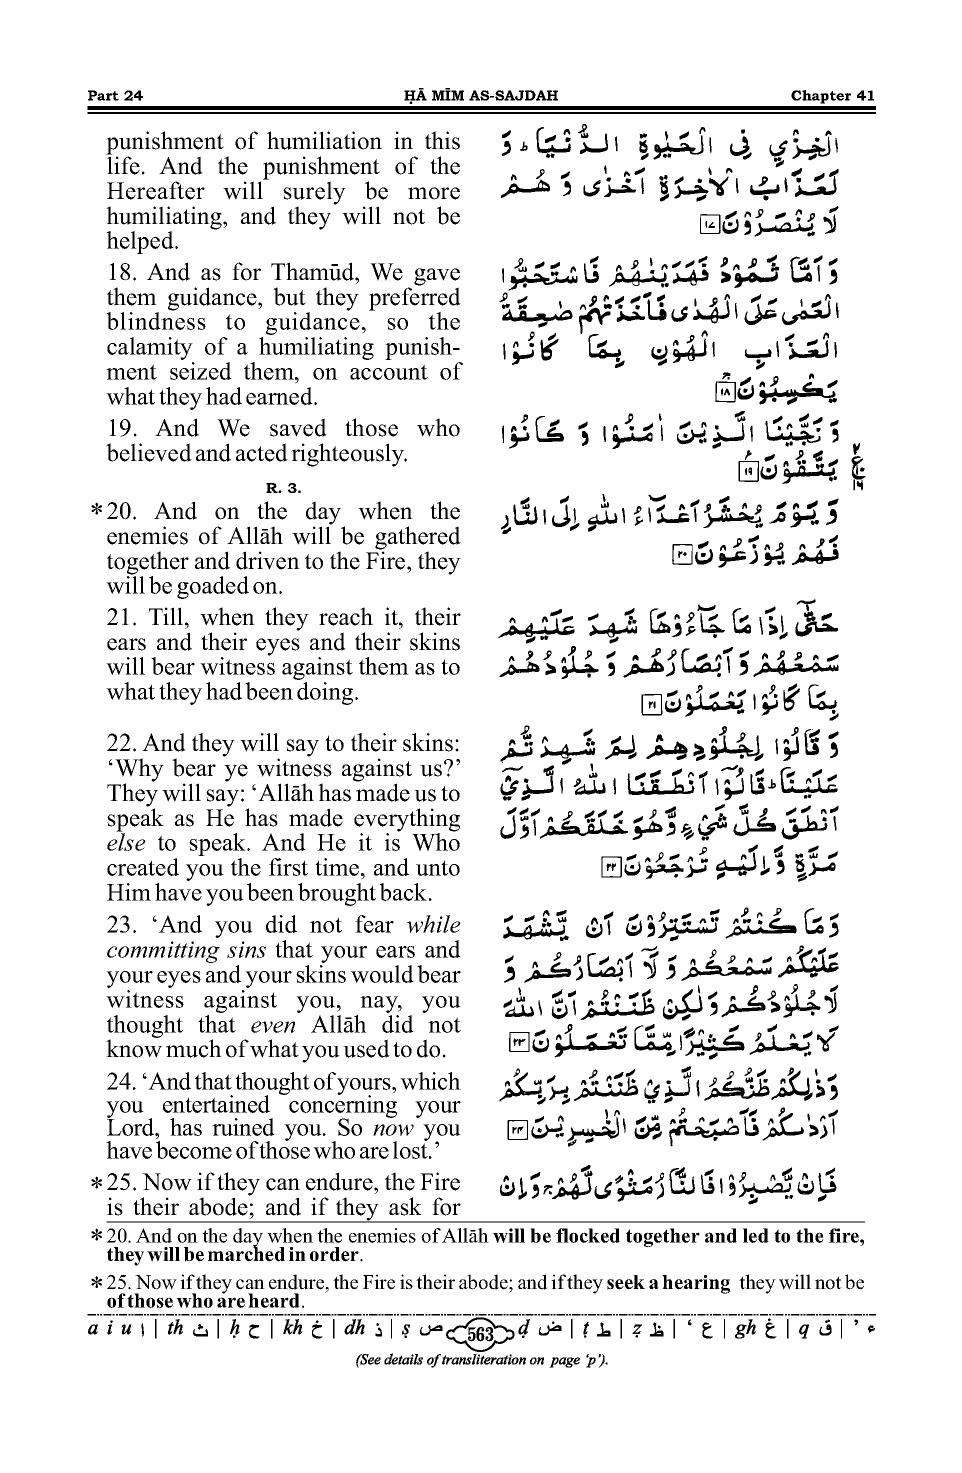 Part 24 ḤĀ MĪM AS-SAJDAH Chapter 41
punishment of humiliation in this
life. And the punishment of the
Hereafter will surely be more
humiliating, and they will not be
helped.
18. And as for Thamūd, We gave
them guidance, but they preferred
blindness to guidance, so the
calamity of a humiliating punish-
ment seized them, on account of
what they had earned.
19. And We saved those who
believed and acted righteously.
R. 3.
*20. And on the day when the
enemies of Allāh will be gathered
together and driven to the Fire, they
will be goaded on.
21. Till, when they reach it, their
ears and their eyes and their skins
will bear witness against them as to
what they had been doing.
22. And they will say to their skins:
‘Why bear ye witness against us?’
They will say: ‘Allāh has made us to
speak as He has made everything
else to speak. And He it is Who
created you the first time, and unto
Him have you been brought back.
23. ‘And you did not fear while
committing sins that your ears and
your eyes and your skins would bear
witness against you, nay, you
thought that even Allāh did not
know much of what you used to do.
24. ‘And that thought of yours, which
you entertained concerning your
Lord, has ruined you. So now you
have become of those who are lost.’
*25. Now if they can endure, the Fire
is their abode; and if they ask for
الْخِزْيِ فِي الْحَيٰوةِ الدُّنْيَا ؕ وَ
لَعَذَابُ الْاٰخِرَةِ اَخْزٰى وَ هُمْ
لَا يُنْصَرُوْنَ ۝۱۷
وَ اَمَّا ثَمُوْدُ فَهَدَيْنٰهُمْ فَاسْتَحَبُّوا
الْعَمٰى عَلَى الْهُدٰى فَاَخَذَتْهُمْ صٰعِقَةُ
الْعَذَابِ الْهُوْنِ بِمَا كَانُوْا
يَكْسِبُوْنَ ۝۱۸
وَ نَجَّيْنَا الَّذِيْنَ اٰمَنُوْا وَ كَانُوْا
يَتَّقُوْنَ ۝۱۹
وَ يَوْمَ يُحْشَرُ اَعْدَآءُ اللّٰهِ اِلَى النَّارِ
فَهُمْ يُوْزَعُوْنَ ۝۲۰
حَتّٰۤى اِذَا مَا جَآءُوْهَا شَهِدَ عَلَيْهِمْ
سَمْعُهُمْ وَ اَبْصَارُهُمْ وَ جُلُوْدُهُمْ
بِمَا كَانُوْا يَعْمَلُوْنَ ۝۲۱
وَ قَالُوْا لِجُلُوْدِهِمْ لِمَ شَهِدْتُّمْ
عَلَيْنَا ؕ قَالُوْۤا اَنْطَقَنَا اللّٰهُ الَّذِيْۤ
اَنْطَقَ كُلَّ شَيْءٍ وَّ هُوَ خَلَقَكُمْ اَوَّلَ
مَرَّةٍ وَّ اِلَيْهِ تُرْجَعُوْنَ ۝۲۲
وَ مَا كُنْتُمْ تَسْتَتِرُوْنَ اَنْ يَّشْهَدَ
عَلَيْكُمْ سَمْعُكُمْ وَ لَاۤ اَبْصَارُكُمْ وَ
لَا جُلُوْدُكُمْ وَ لٰكِنْ ظَنَنْتُمْ اَنَّ اللّٰهَ
لَا يَعْلَمُ كَثِيْرًا مِّمَّا تَعْمَلُوْنَ ۝۲۳
وَ ذٰلِكُمْ ظَنُّكُمُ الَّذِيْ ظَنَنْتُمْ بِرَبِّكُمْ
اَرْدٰىكُمْ فَاَصْبَحْتُمْ مِّنَ الْخٰسِرِيْنَ ۝۲۴
فَاِنْ يَّصْبِرُوْا فَالنَّارُ مَثْوًى لَّهُمْ ۚ وَ اِنْ
*20. And on the day when the enemies of Allāh will be flocked together and led to the fire,
they will be marched in order.
*25. Now if they can endure, the Fire is their abode; and if they seek a hearing they will not be
of those who are heard.
a i u ا | th ث | ḥ ح | kh خ | dh ذ | ṣ ص 563 ḍ ض | ṭ ط | ẓ ظ | ‘ ع | gh غ | q ق | ’ ء
(See details of transliteration on page ‘p’).